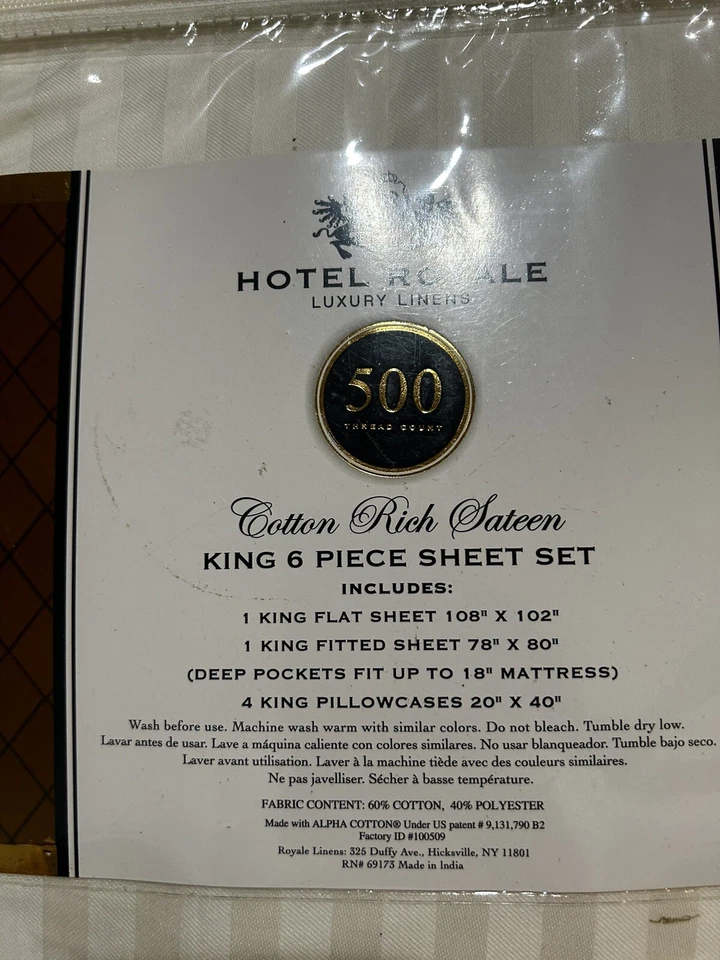 HOTEL ROYALE
LUXURY LINENS
500
THREAD COUNT
Cotton Rich Sateen
KING 6 PIECE SHEET SET
INCLUDES:
1 KING FLAT SHEET 108" X 102"
1 KING FITTED SHEET 78" X 80"
(DEEP POCKETS FIT UP TO 18" MATTRESS)
4 KING PILLOWCASES 20" X 40"
Wash before use. Machine wash warm with similar colors. Do not bleach. Tumble dry low.
Lavar antes de usar. Lave a máquina caliente con colores similares. No usar blanqueador. Tumble bajo seco.
Laver avant utilisation. Laver à la machine tiède avec des couleurs similaires.
Ne pas javelliser. Sécher à basse température.
FABRIC CONTENT: 60% COTTON, 40% POLYESTER
Made with ALPHA COTTON® Under US patent # 9,131,790 B2
Factory ID #100509
Royale Linens: 325 Duffy Ave., Hicksville, NY 11801
RN# 69173 Made in India